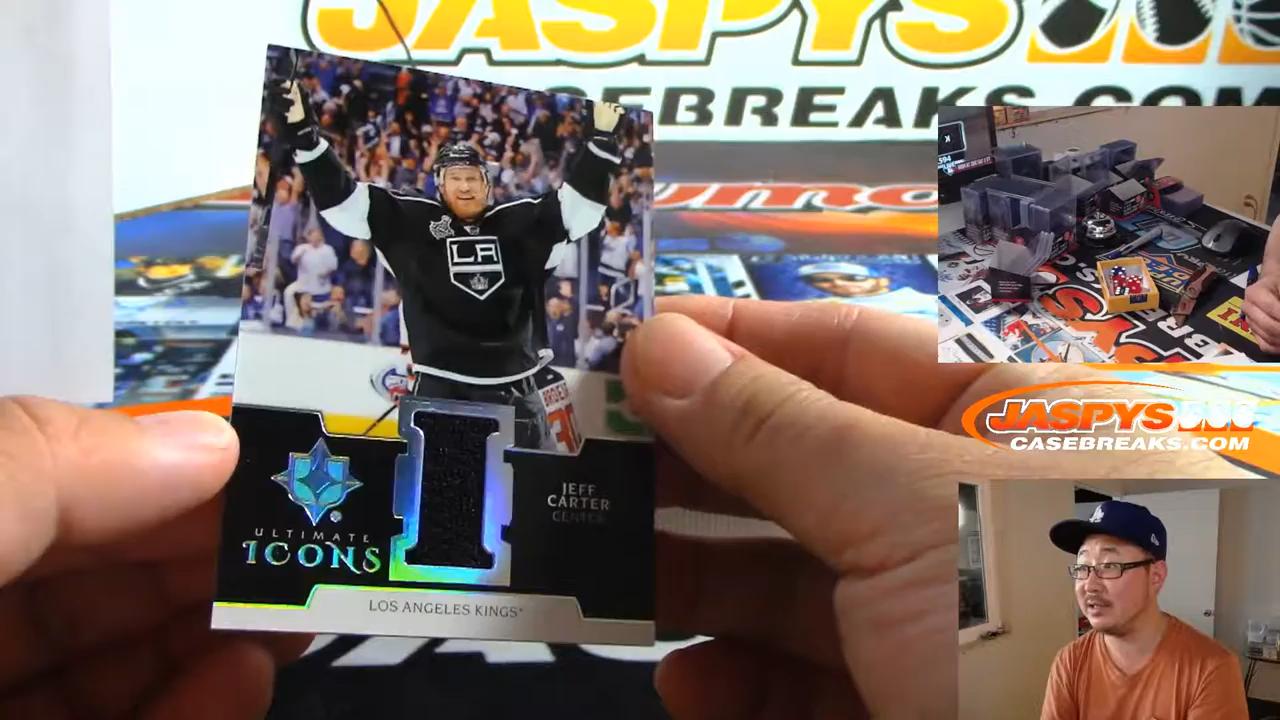 JASPYS
CASEBREAKS.COM
LA
ULTIMATE
ICONS
JEFF
CARTER
CENTER
LOS ANGELES KINGS
JASPYS
CASEBREAKS.COM